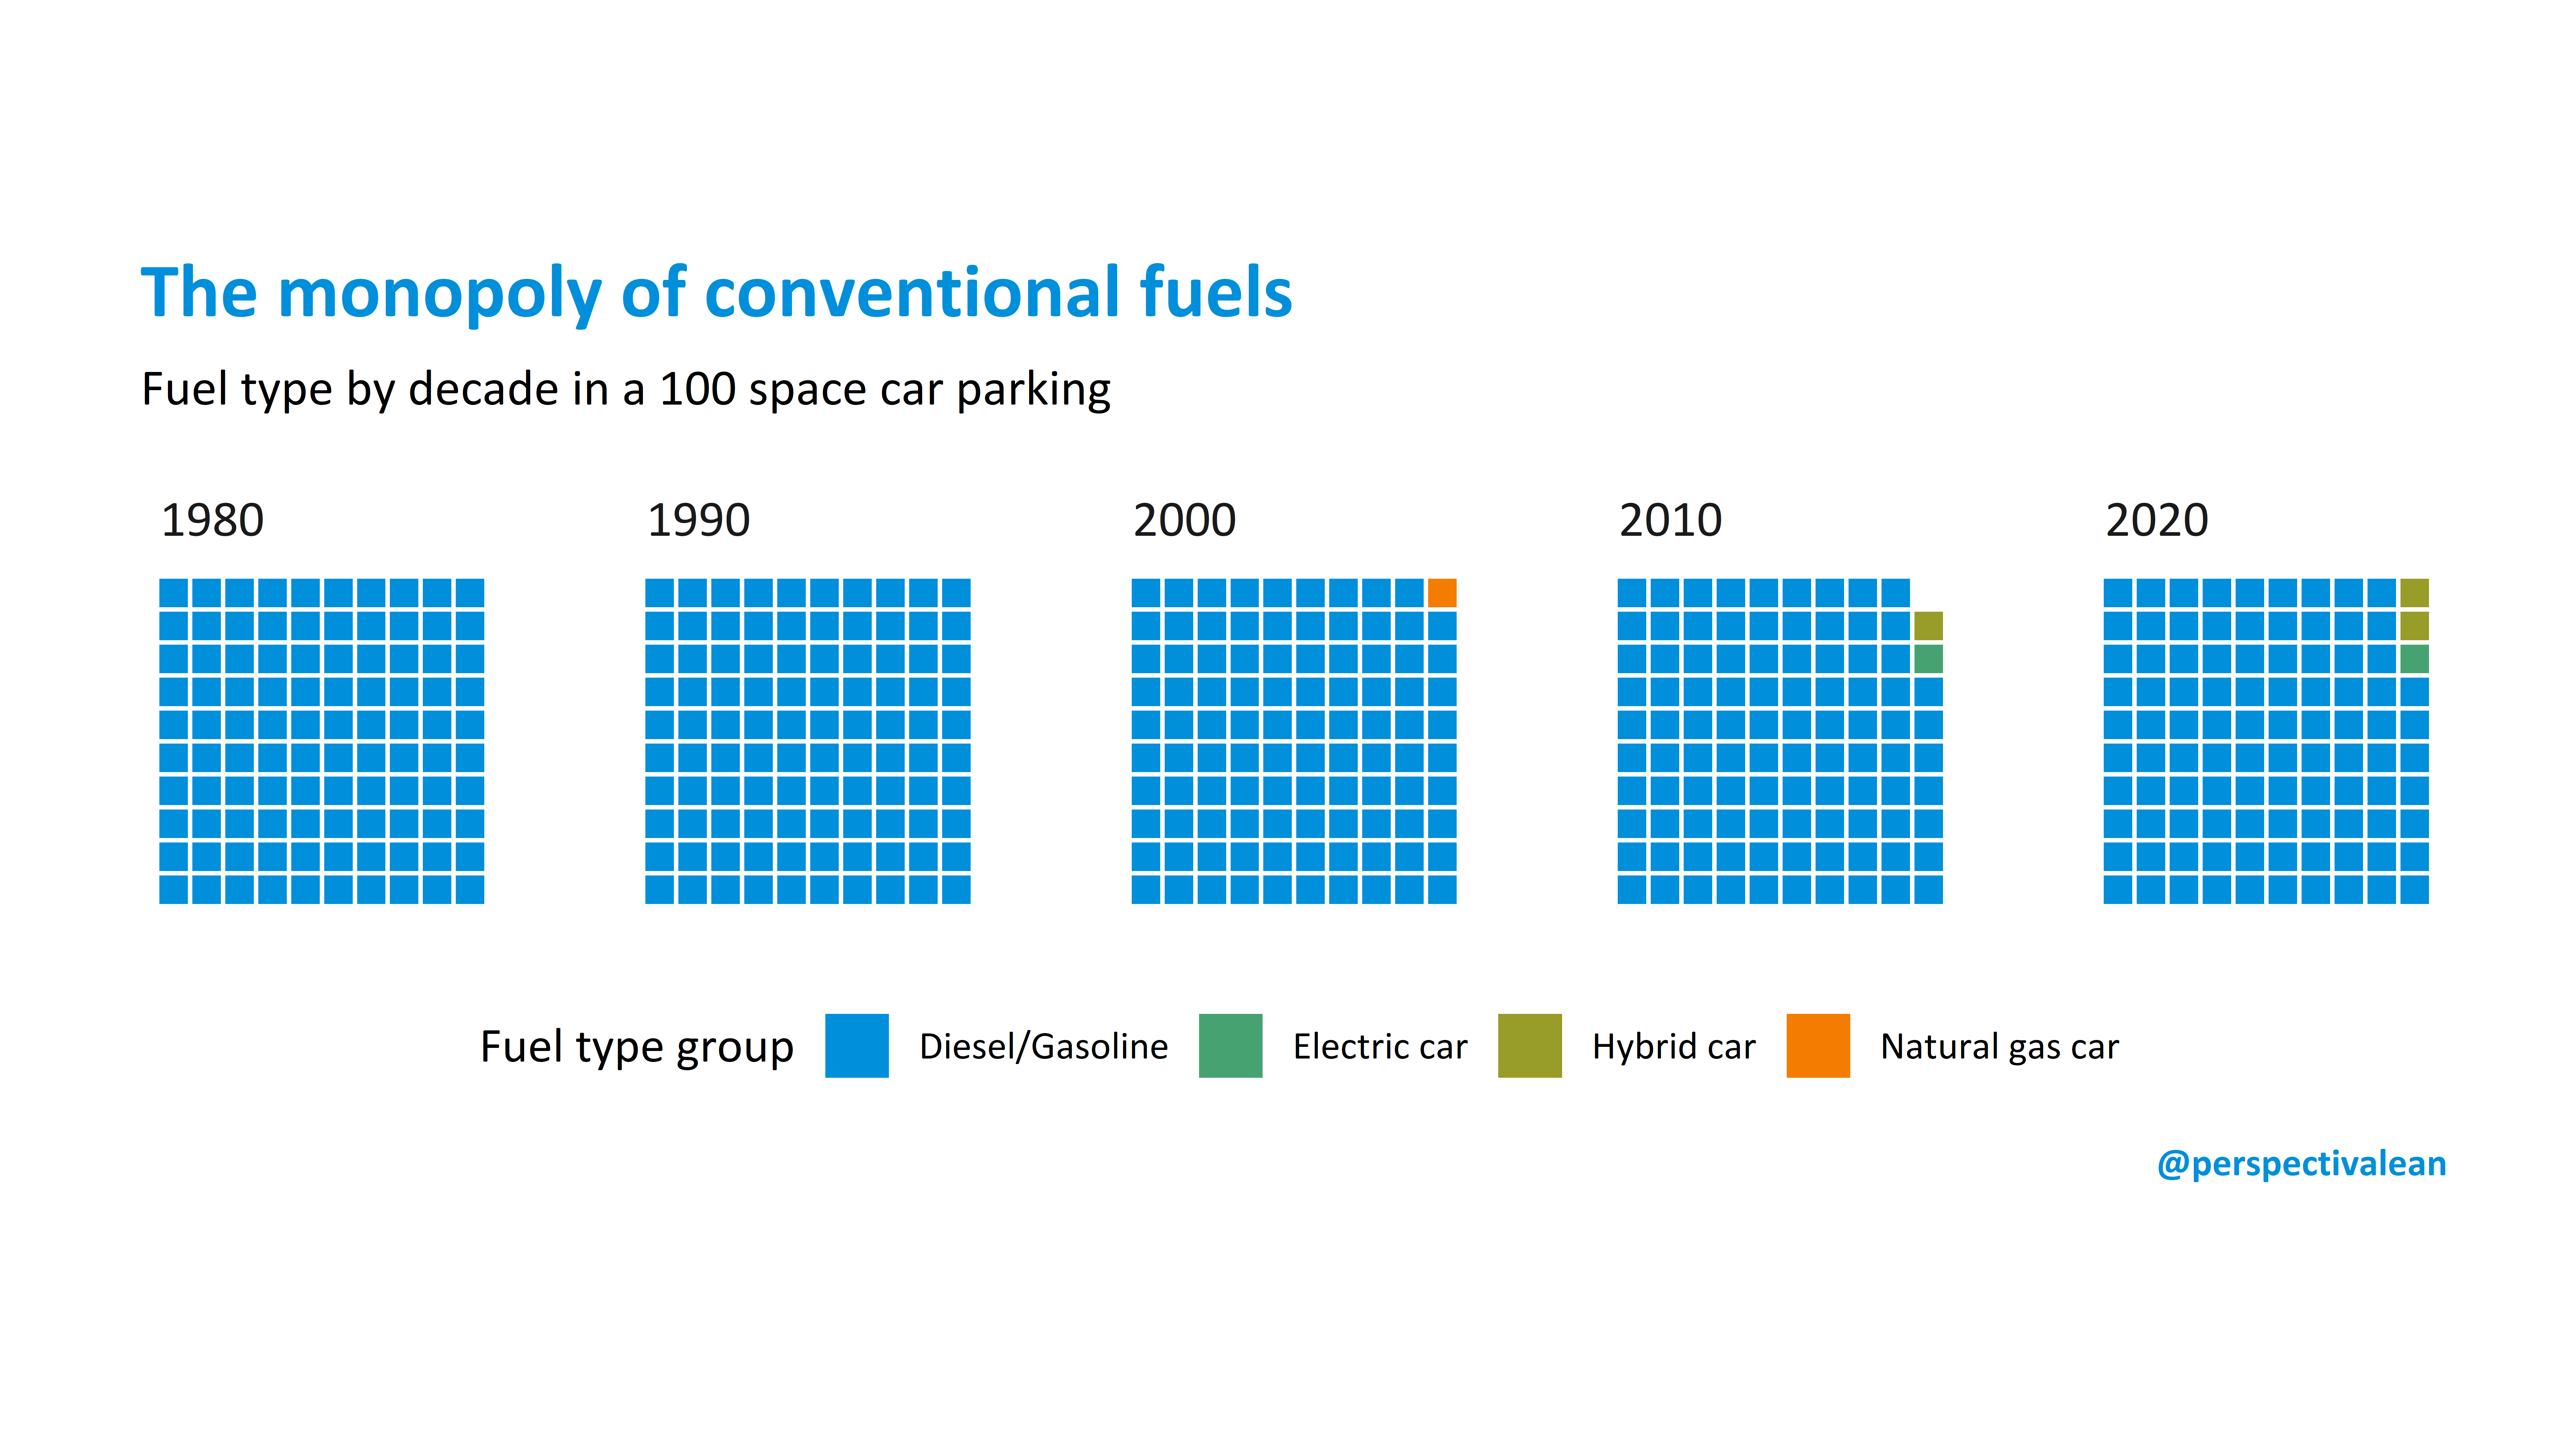 The monopoly of conventional fuels
Fuel type by decade in a 100 space car parking
1980 1990 2000 2010 2020
Fuel type group Diesel/Gasoline Electric car Hybrid car Natural gas car
@perspectivalean